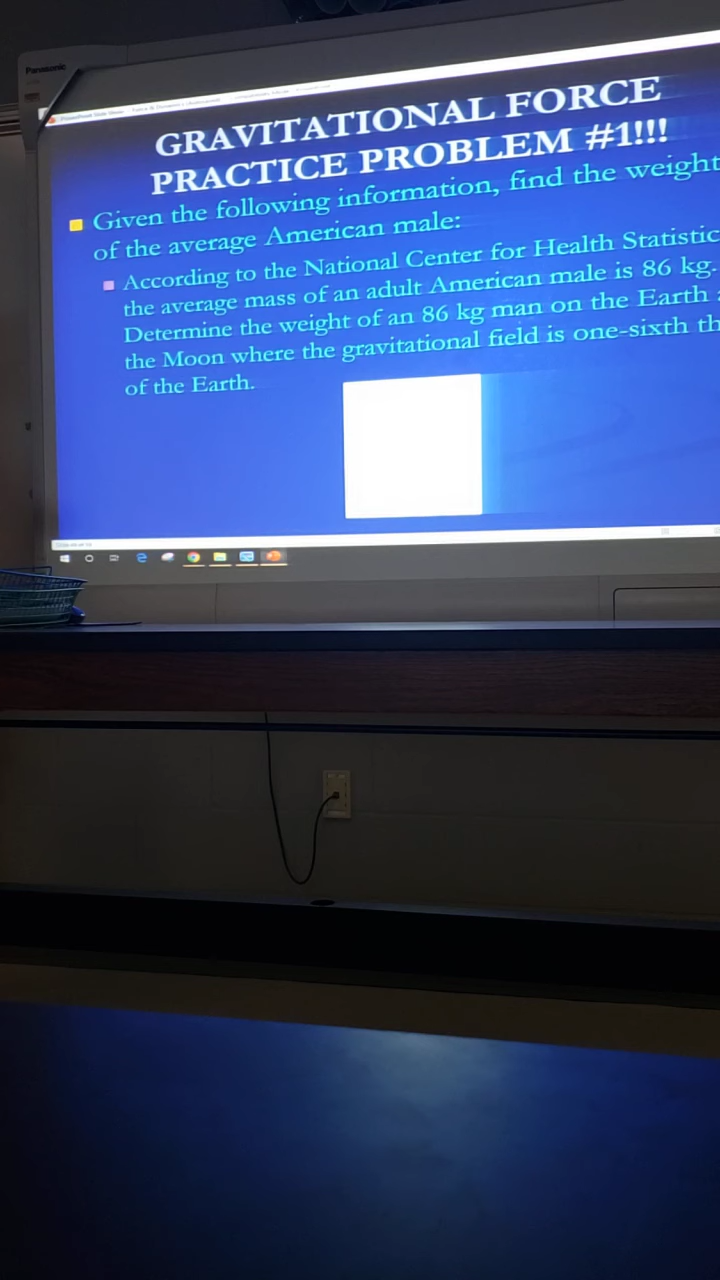 Panasonic
GRAVITATIONAL FORCE
PRACTICE PROBLEM #1!!!
Given the following information, find the weight
of the average American male:
According to the National Center for Health Statistic
the average mass of an adult American male is 86 kg.
Determine the weight of an 86 kg man on the Earth
the Moon where the gravitational field is one-sixth th
of the Earth.